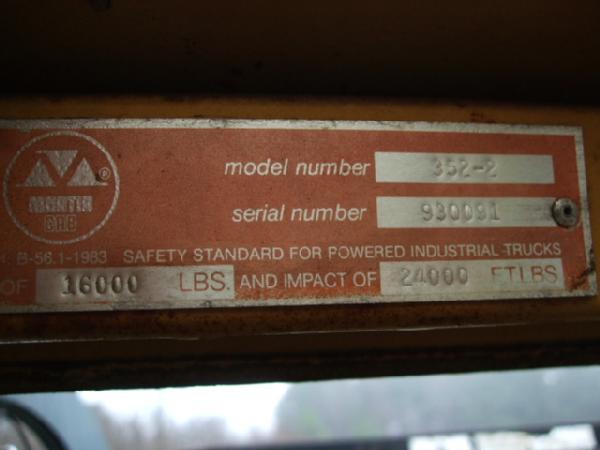 MARTIN
CAB
®
model number 352-2
serial number 930091
B-56.1-1983 SAFETY STANDARD FOR POWERED INDUSTRIAL TRUCKS
OF 16000 LBS. AND IMPACT OF 24000 FT.LBS